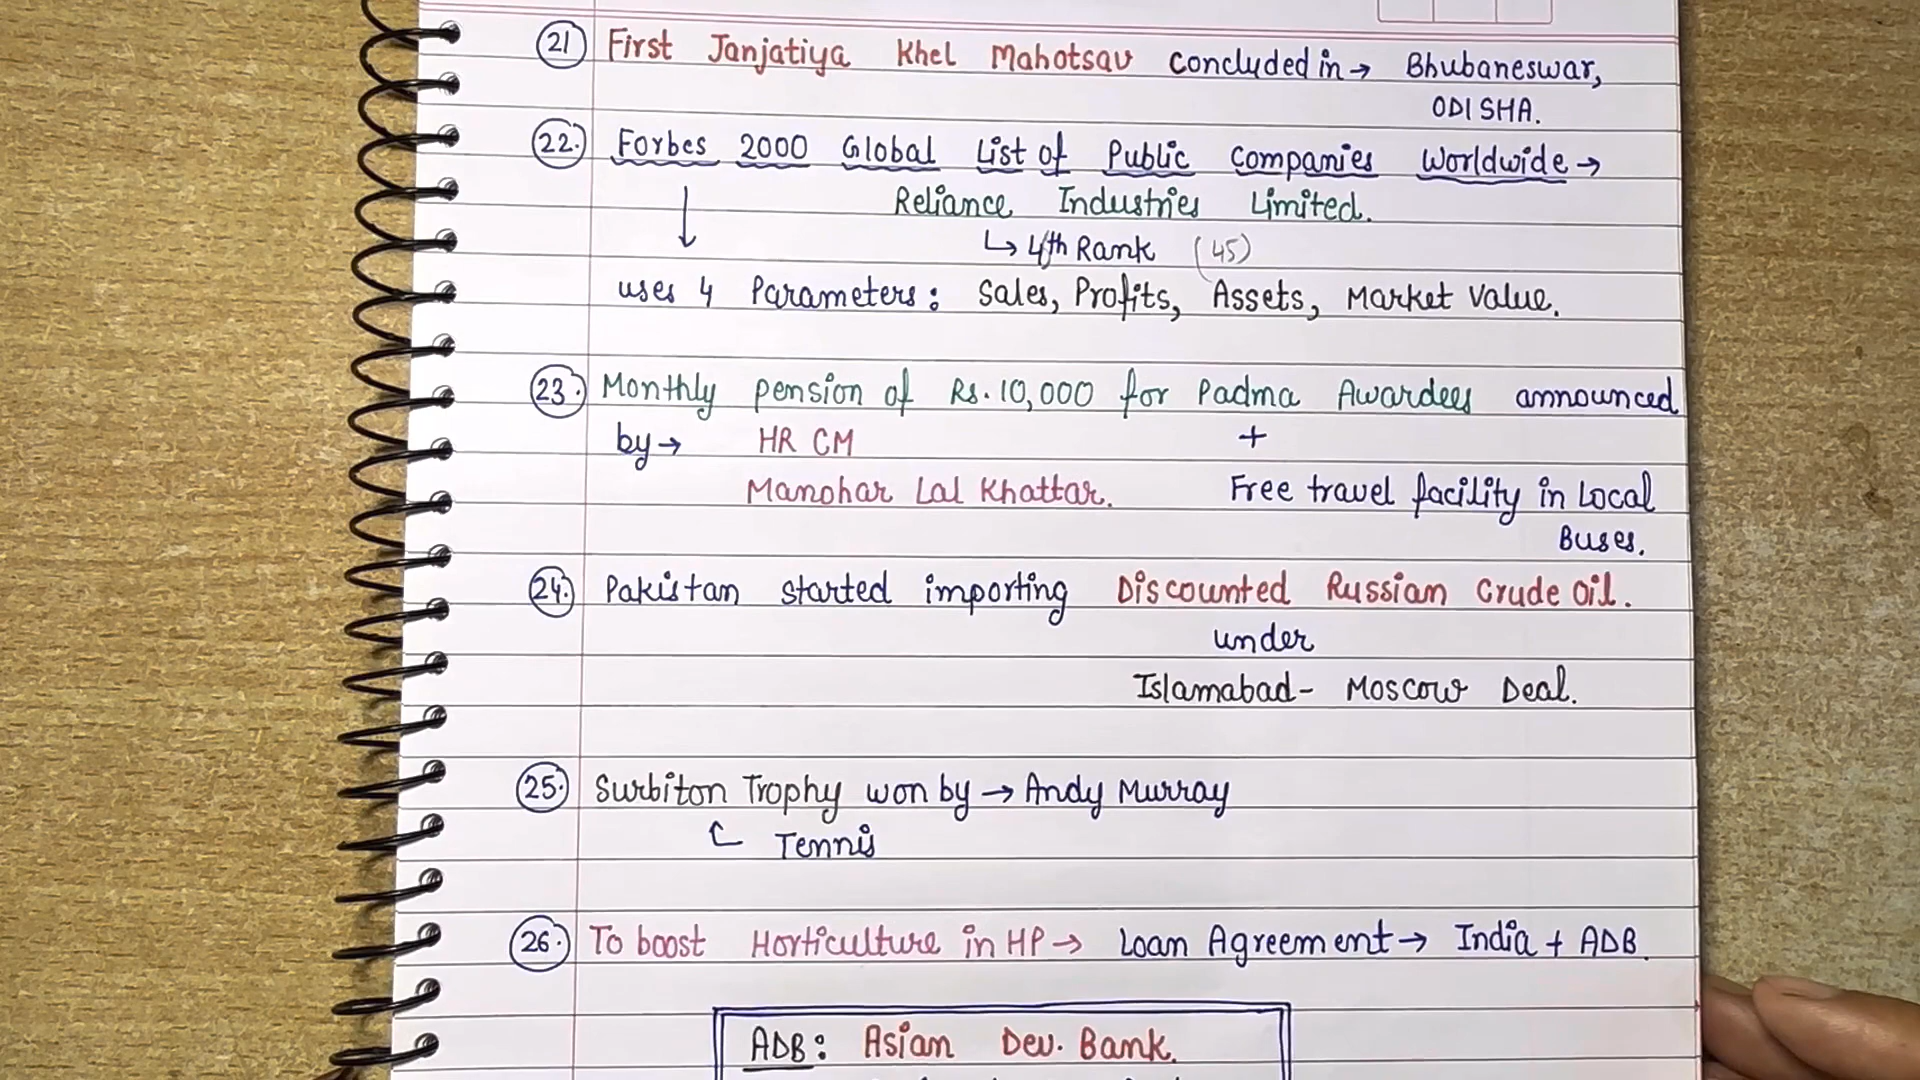 21 First Janjatiya Khel Mahotsav concluded in → Bhubaneswar,
ODISHA.
22. Forbes 2000 Global List of Public Companies Worldwide →
↓ Reliance Industries Limited.
↳ 4th Rank (45)
uses 4 Parameters: Sales, Profits, Assets, Market Value.
23. Monthly pension of Rs. 10,000 for Padma Awardees announced
by → HR CM +
Manohar Lal Khattar. Free travel facility in Local
Buses.
24. Pakistan started importing Discounted Russian Crude Oil.
under
Islamabad - Moscow Deal.
25. Surbiton Trophy won by → Andy Murray
Tennis
26. To boost Horticulture in HP → Loan Agreement → India + ADB.
ADB: Asian Dev. Bank.